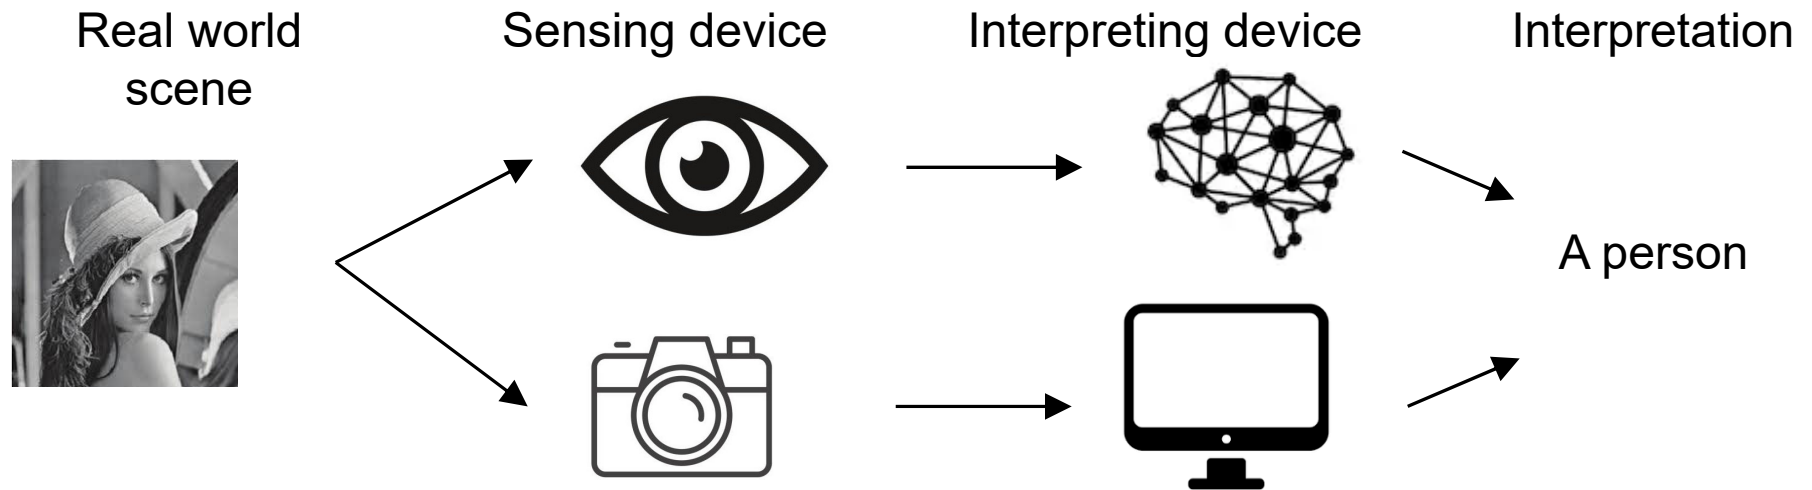 Real world
scene
Sensing device
Interpreting device
Interpretation
A person